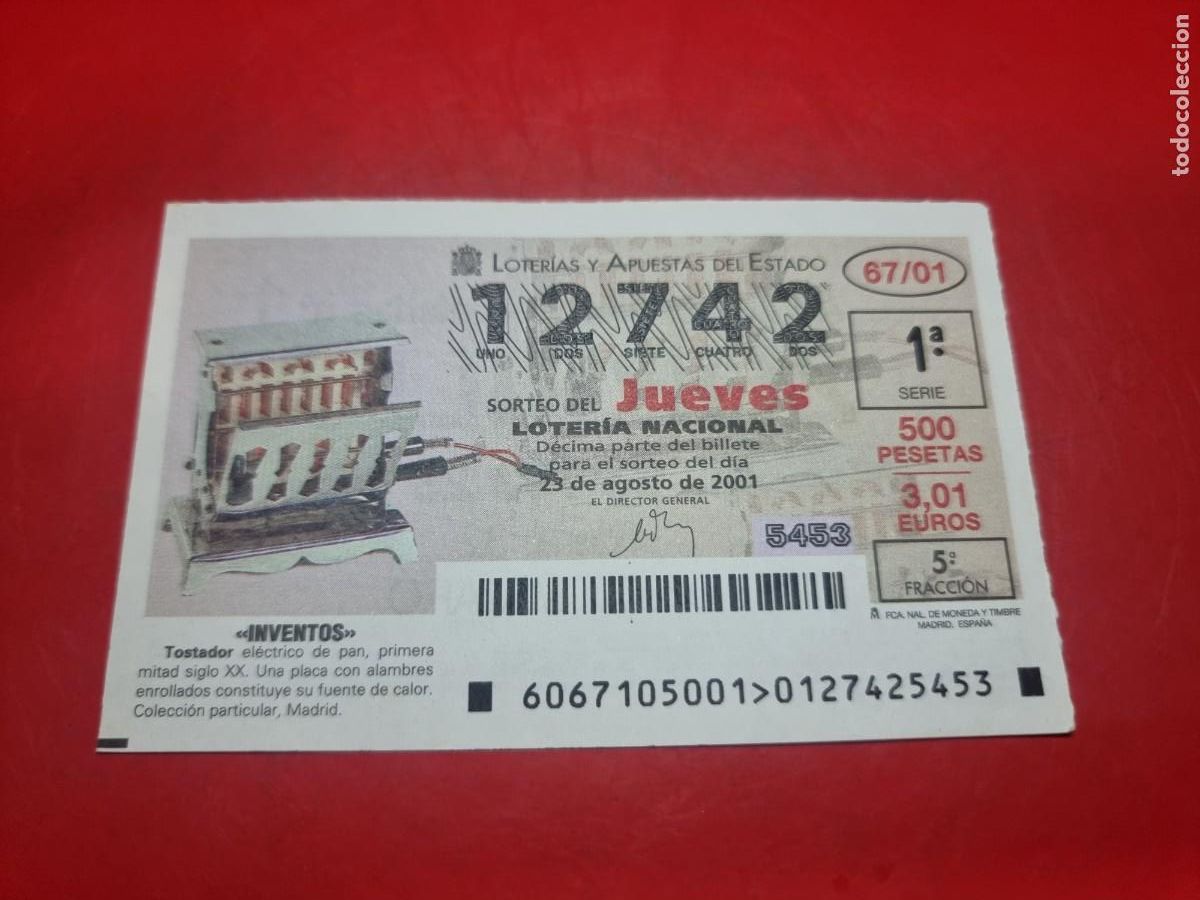 todocoleccion
LOTERÍAS Y APUESTAS DEL ESTADO
67/01
12742
UNO DOS SIETE CUATRO DOS
1ª
SERIE
SORTEO DEL Jueves
LOTERÍA NACIONAL
Décima parte del billete
para el sorteo del día
23 de agosto de 2001
EL DIRECTOR GENERAL
500
PESETAS
3,01
EUROS
5453
5ª
FRACCIÓN
FCA. NAL. DE MONEDA Y TIMBRE
MADRID. ESPAÑA
«INVENTOS»
Tostador eléctrico de pan, primera
mitad siglo XX. Una placa con alambres
enrollados constituye su fuente de calor.
Colección particular, Madrid.
6067105001>0127425453